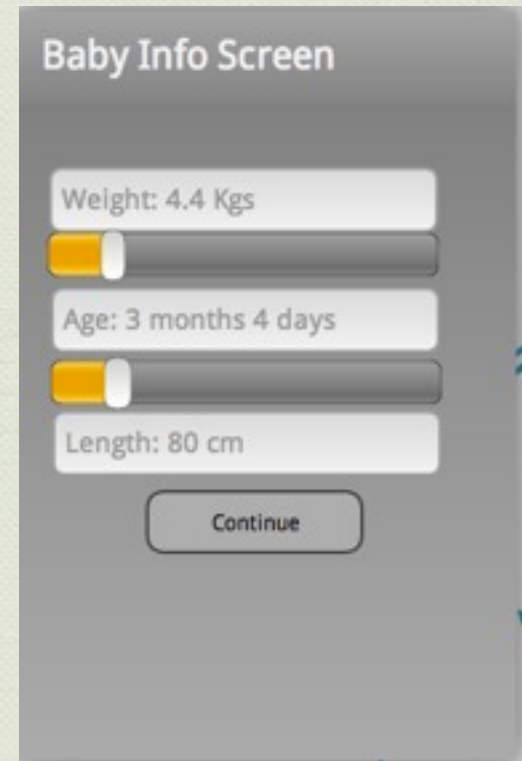 Baby Info Screen
Weight: 4.4 Kgs
Age: 3 months 4 days
Length: 80 cm
Continue